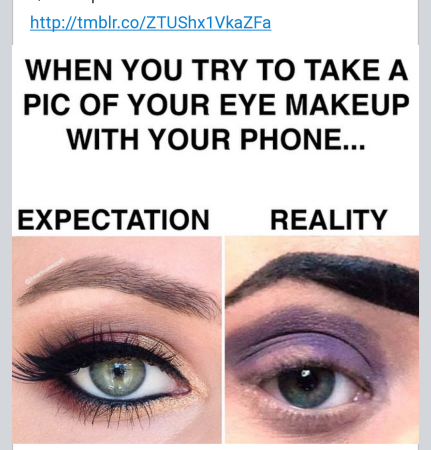 http://tmblr.co/ZTUShx1VkaZFa
WHEN YOU TRY TO TAKE A
PIC OF YOUR EYE MAKEUP
WITH YOUR PHONE...
EXPECTATION REALITY